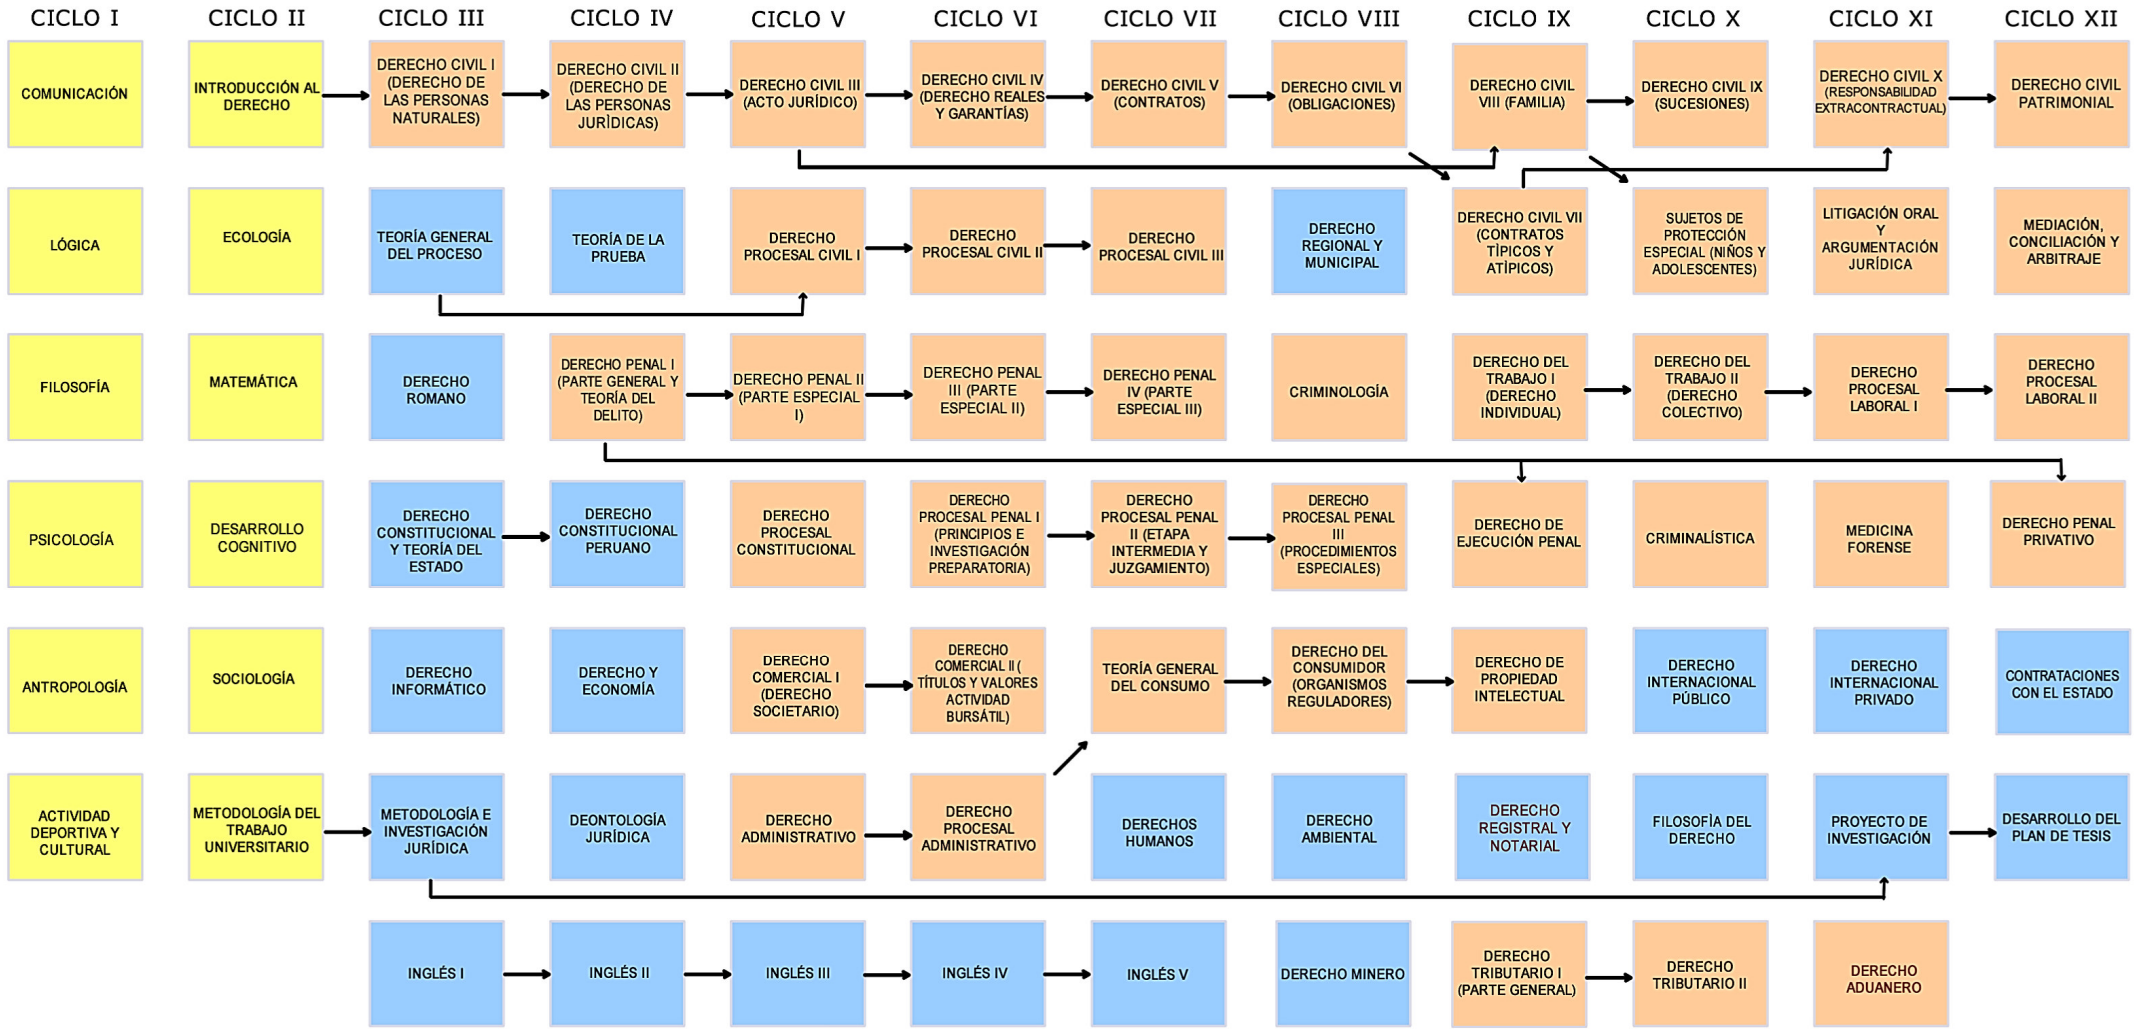 CICLO I
CICLO II
CICLO III
CICLO IV
CICLO V
CICLO VI
CICLO VII
CICLO VIII
CICLO IX
CICLO X
CICLO XI
CICLO XII
COMUNICACIÓN
INTRODUCCIÓN AL
DERECHO
DERECHO CIVIL I
(DERECHO DE
LAS PERSONAS
NATURALES)
DERECHO CIVIL II
(DERECHO DE
LAS PERSONAS
JURÌDICAS)
DERECHO CIVIL III
(ACTO JURÍDICO)
DERECHO CIVIL IV
(DERECHO REALES
Y GARANTÍAS)
DERECHO CIVIL V
(CONTRATOS)
DERECHO CIVIL VI
(OBLIGACIONES)
DERECHO CIVIL
VIII (FAMILIA)
DERECHO CIVIL IX
(SUCESIONES)
DERECHO CIVIL X
(RESPONSABILIDAD
EXTRACONTRACTUAL)
DERECHO CIVIL
PATRIMONIAL
LÓGICA
ECOLOGÍA
TEORÍA GENERAL
DEL PROCESO
TEORÍA DE LA
PRUEBA
DERECHO
PROCESAL CIVIL I
DERECHO
PROCESAL CIVIL II
DERECHO
PROCESAL CIVIL III
DERECHO
REGIONAL Y
MUNICIPAL
DERECHO CIVIL VII
(CONTRATOS
TÌPICOS Y
ATÌPICOS)
SUJETOS DE
PROTECCIÓN
ESPECIAL (NIÑOS Y
ADOLESCENTES)
LITIGACIÓN ORAL
Y
ARGUMENTACIÓN
JURÍDICA
MEDIACIÓN,
CONCILIACIÓN Y
ARBITRAJE
FILOSOFÍA
MATEMÁTICA
DERECHO
ROMANO
DERECHO PENAL I
(PARTE GENERAL Y
TEORÍA DEL
DELITO)
DERECHO PENAL II
(PARTE ESPECIAL
I)
DERECHO PENAL
III (PARTE
ESPECIAL II)
DERECHO PENAL
IV (PARTE
ESPECIAL III)
CRIMINOLOGÍA
DERECHO DEL
TRABAJO I
(DERECHO
INDIVIDUAL)
DERECHO DEL
TRABAJO II
(DERECHO
COLECTIVO)
DERECHO
PROCESAL
LABORAL I
DERECHO
PROCESAL
LABORAL II
PSICOLOGÍA
DESARROLLO
COGNITIVO
DERECHO
CONSTITUCIONAL
Y TEORÍA DEL
ESTADO
DERECHO
CONSTITUCIONAL
PERUANO
DERECHO
PROCESAL
CONSTITUCIONAL
DERECHO
PROCESAL PENAL I
(PRINCIPIOS E
INVESTIGACIÓN
PREPARATORIA)
DERECHO
PROCESAL PENAL
II (ETAPA
INTERMEDIA Y
JUZGAMIENTO)
DERECHO
PROCESAL PENAL
III
(PROCEDIMIENTOS
ESPECIALES)
DERECHO DE
EJECUCIÓN PENAL
CRIMINALÍSTICA
MEDICINA
FORENSE
DERECHO PENAL
PRIVATIVO
ANTROPOLOGÍA
SOCIOLOGÍA
DERECHO
INFORMÁTICO
DERECHO Y
ECONOMÍA
DERECHO
COMERCIAL I
(DERECHO
SOCIETARIO)
DERECHO
COMERCIAL II (
TÍTULOS Y VALORES
ACTIVIDAD
BURSÁTIL)
TEORÍA GENERAL
DEL CONSUMO
DERECHO DEL
CONSUMIDOR
(ORGANISMOS
REGULADORES)
DERECHO DE
PROPIEDAD
INTELECTUAL
DERECHO
INTERNACIONAL
PÚBLICO
DERECHO
INTERNACIONAL
PRIVADO
CONTRATACIONES
CON EL ESTADO
ACTIVIDAD
DEPORTIVA Y
CULTURAL
METODOLOGÍA DEL
TRABAJO
UNIVERSITARIO
METODOLOGÍA E
INVESTIGACIÓN
JURÍDICA
DEONTOLOGÍA
JURÍDICA
DERECHO
ADMINISTRATIVO
DERECHO
PROCESAL
ADMINISTRATIVO
DERECHOS
HUMANOS
DERECHO
AMBIENTAL
DERECHO
REGISTRAL Y
NOTARIAL
FILOSOFÌA DEL
DERECHO
PROYECTO DE
INVESTIGACIÓN
DESARROLLO DEL
PLAN DE TESIS
INGLÉS I
INGLÉS II
INGLÉS III
INGLÉS IV
INGLÉS V
DERECHO MINERO
DERECHO
TRIBUTARIO I
(PARTE GENERAL)
DERECHO
TRIBUTARIO II
DERECHO
ADUANERO